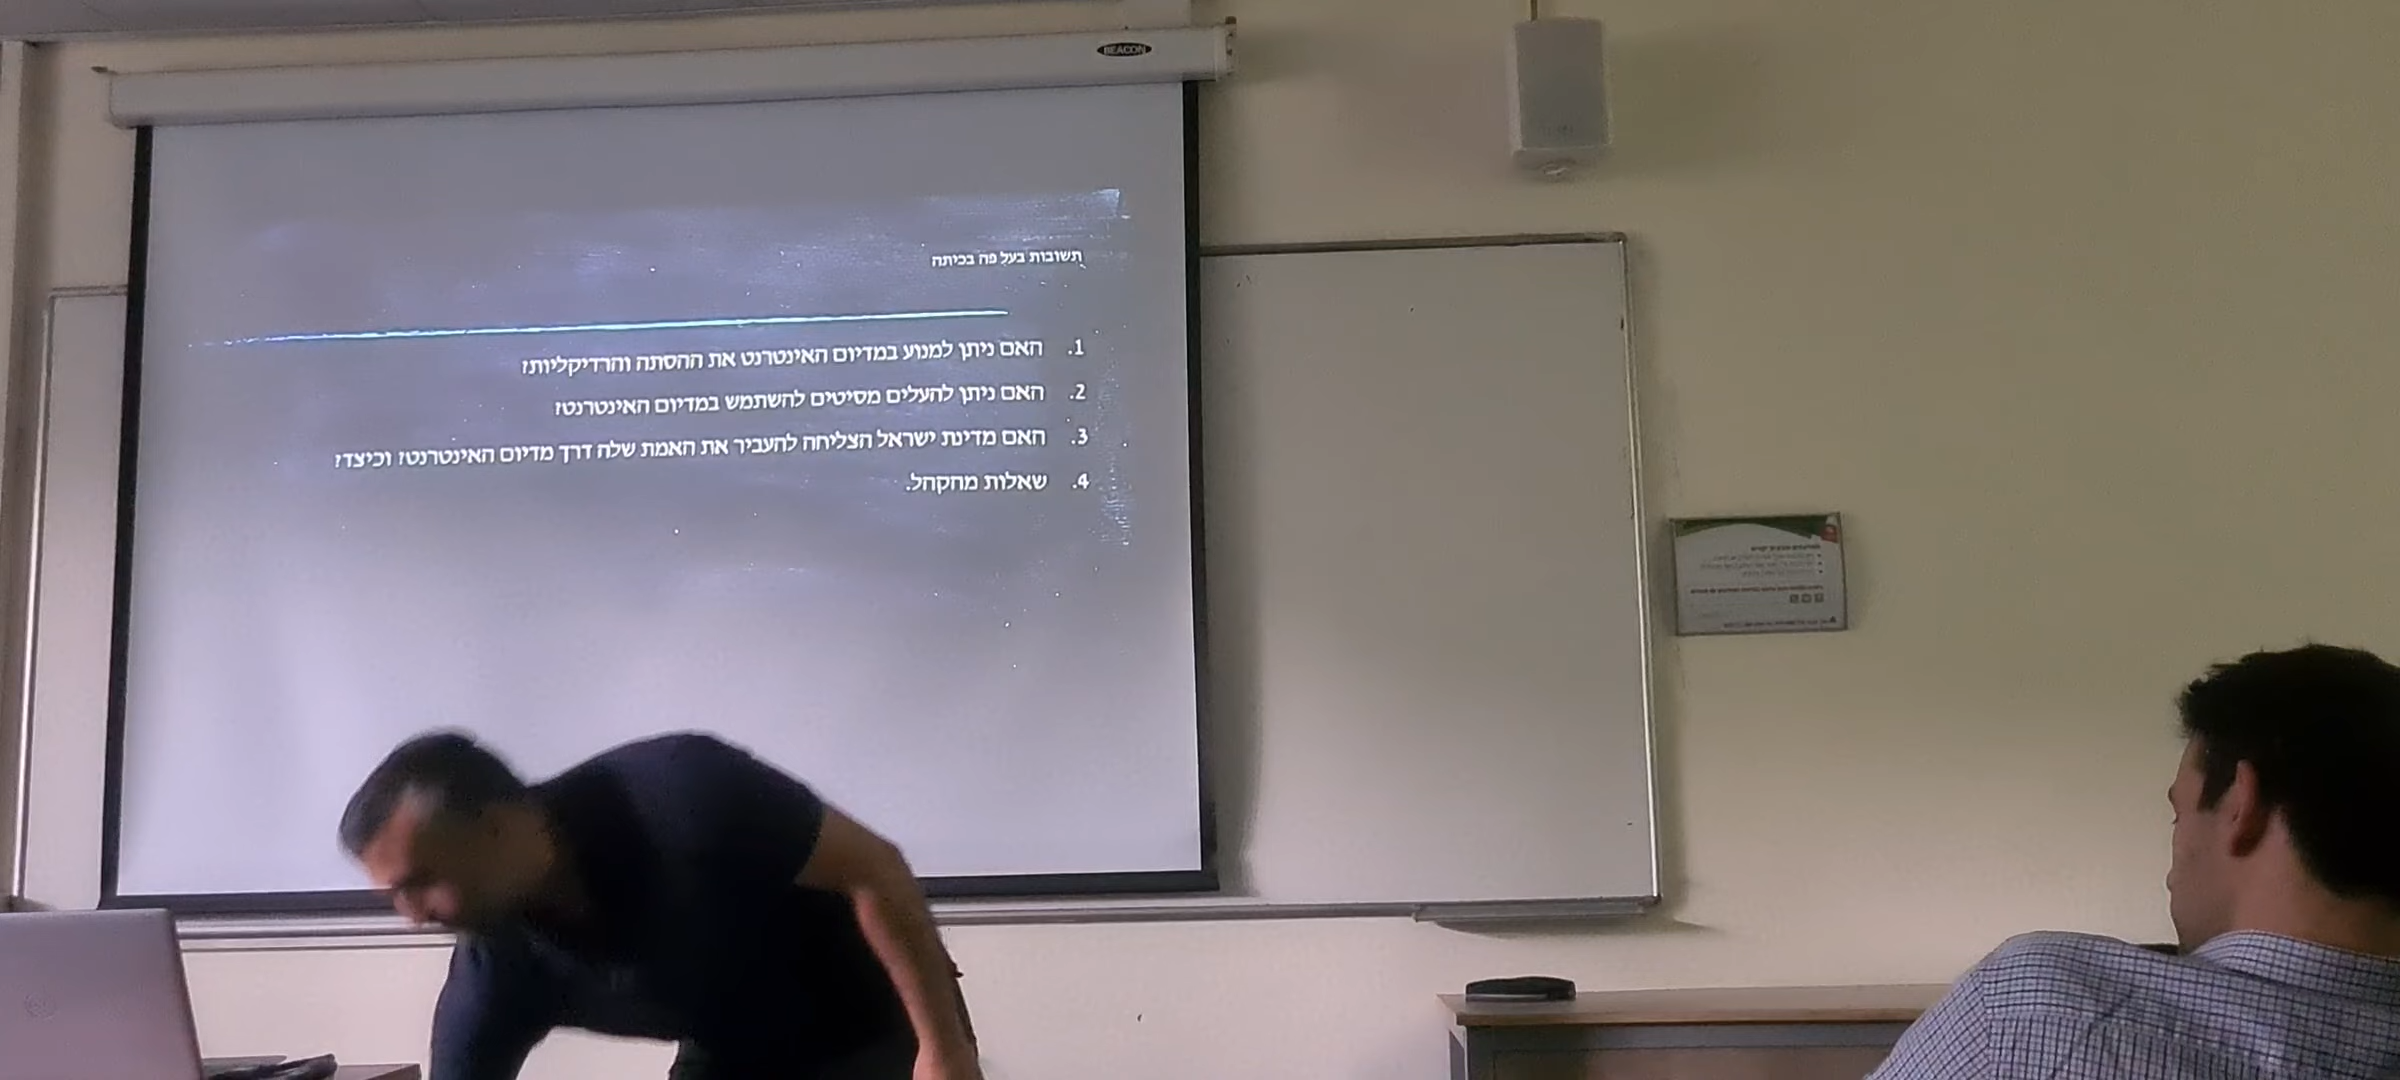 BEACON
תשובות בעל פה בכיתה
1. האם ניתן למנוע במדיום האינטרנט את ההסתה והרדיקליות?
2. האם ניתן להעלים מסיטים להשתמש במדיום האינטרנט?
3. האם מדינת ישראל הצליחה להעביר את האמת שלה דרך מדיום האינטרנט? וכיצד?
4. שאלות מהקהל.